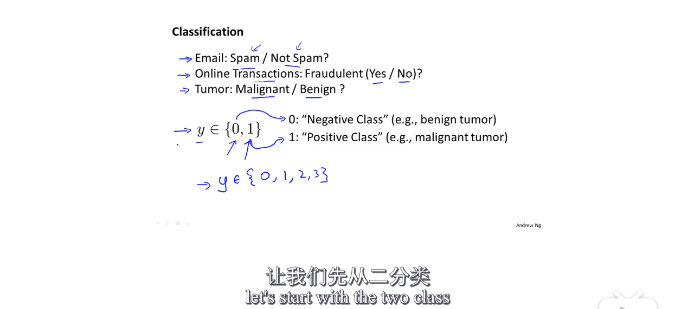 Classification
→ Email: Spam / Not Spam?
→ Online Transactions: Fraudulent (Yes / No)?
→ Tumor: Malignant / Benign ?
→ y ∈ {0, 1}
0: “Negative Class” (e.g., benign tumor)
1: “Positive Class” (e.g., malignant tumor)
→ y ∈ {0, 1, 2, 3}
Andrew Ng
让我们先从二分类
let's start with the two class